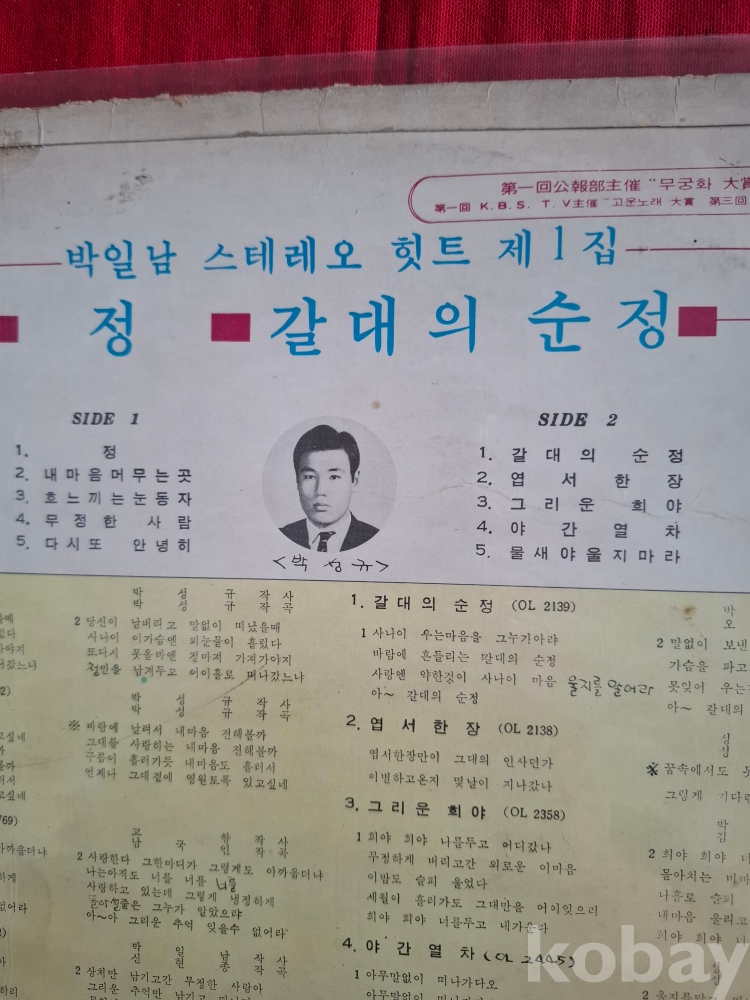 第一回公報部主催 "무궁화 大賞
第一回 K.B.S. T.V主催 "고운노래 大賞 第三回
박일남 스테레오 힛트 제1집
정 갈대의 순정
SIDE 1
1. 정
2. 내마음머무는곳
3. 흐느끼는눈동자
4. 무정한 사람
5. 다시또 안녕히
<박성규>
SIDE 2
1. 갈대의 순정
2. 엽서한장
3. 그리운 희야
4. 야간열차
5. 물새야울지마라
박성규작사
박성규작곡
2 당신이 날버리고 말없이 떠났을때
사나이 이가슴엔 피눈물이 흘렀다
또다시 못올바엔 정마저 가져가야지
정만을 남겨두고 어이홀로 떠나갔느냐
박성규작사
박성규작곡
※ 바람에 날려서 내마음 전해볼까
그대를 사랑하는 내마음 전해볼까
구름이 흘러가듯 내마음도 흘러서
언제나 그대곁에 영원토록 있고싶네
고향작사
남국인작곡
2 사랑한다 그한마디가 그렇게도 아까웁더냐
나는아직도 너를 너를 너를
사랑하고 있는데 그렇게 냉정하게
돌아설줄은 그누가 알았으랴
아~아 그리운 추억 잊을수 없어라
박일남작사
신현종작곡
2 상처만 남기고간 무정한 사람아
1. 갈대의 순정 (OL 2139)
1 사나이 우는마음을 그누가아랴
바람에 흔들리는 갈대의 순정
사랑엔 약한것이 사나이 마음 울지를 말어라
아~ 갈대의 순정
2. 엽서한장 (OL 2138)
엽서한장만이 그대의 인사던가
이별하고온지 몇날이 지나갔나
3. 그리운 희야 (OL 2358)
1 희야 희야 나를두고 어디갔나
무정하게 버리고간 외로운 이마음
이밤도 슬피 울었다
세월이 흘러가도 그대만을 어이잊으리
희야 희야 너를두고 내가슨다
4. 야간열차 (OL 2445)
1 아무말없이 떠나가다오
2 말없이 보낸
가슴을 파고
못잊어 우는
아~ 갈대의
※ 꿈속에서도
그렇게 기다리
2 희야 희야
나홀로 슬피
내마음 울리고
희야 희야
kobay